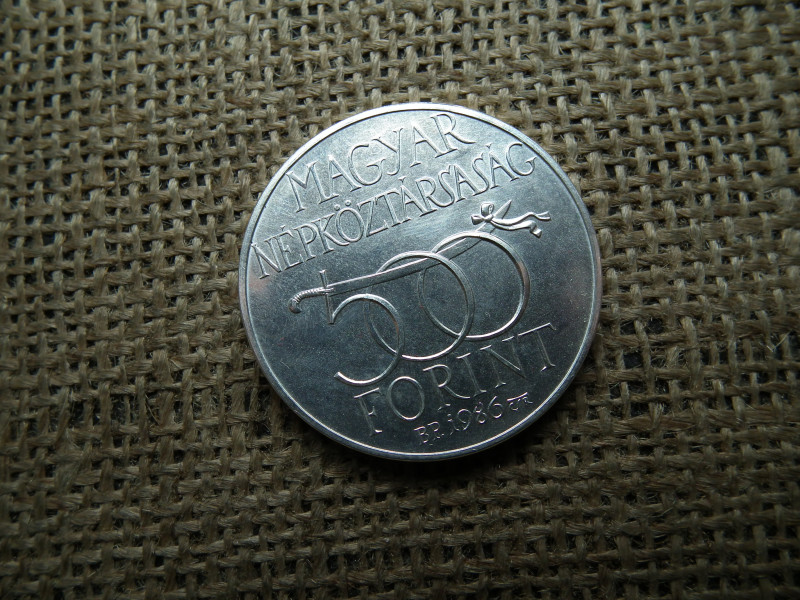 MAGYAR
NÉPKÖZTÁRSASÁG
500
FORINT
BP. 1986